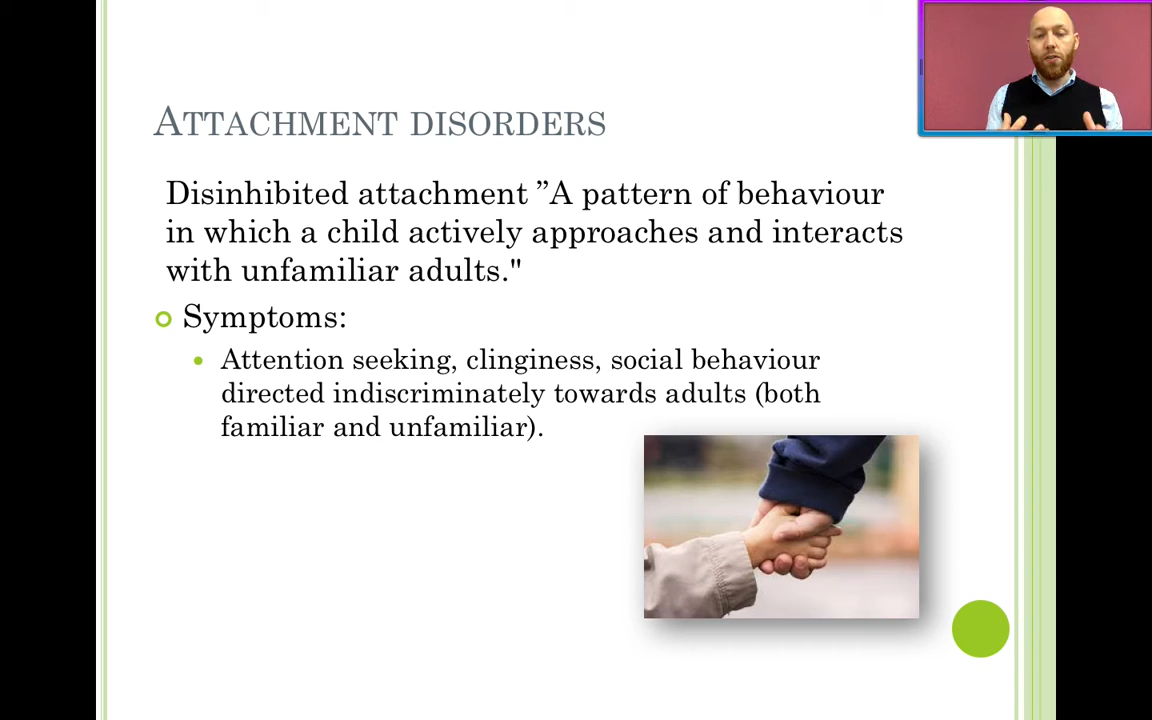 ATTACHMENT DISORDERS
Disinhibited attachment ”A pattern of behaviour
in which a child actively approaches and interacts
with unfamiliar adults."
Symptoms:
Attention seeking, clinginess, social behaviour
directed indiscriminately towards adults (both
familiar and unfamiliar).